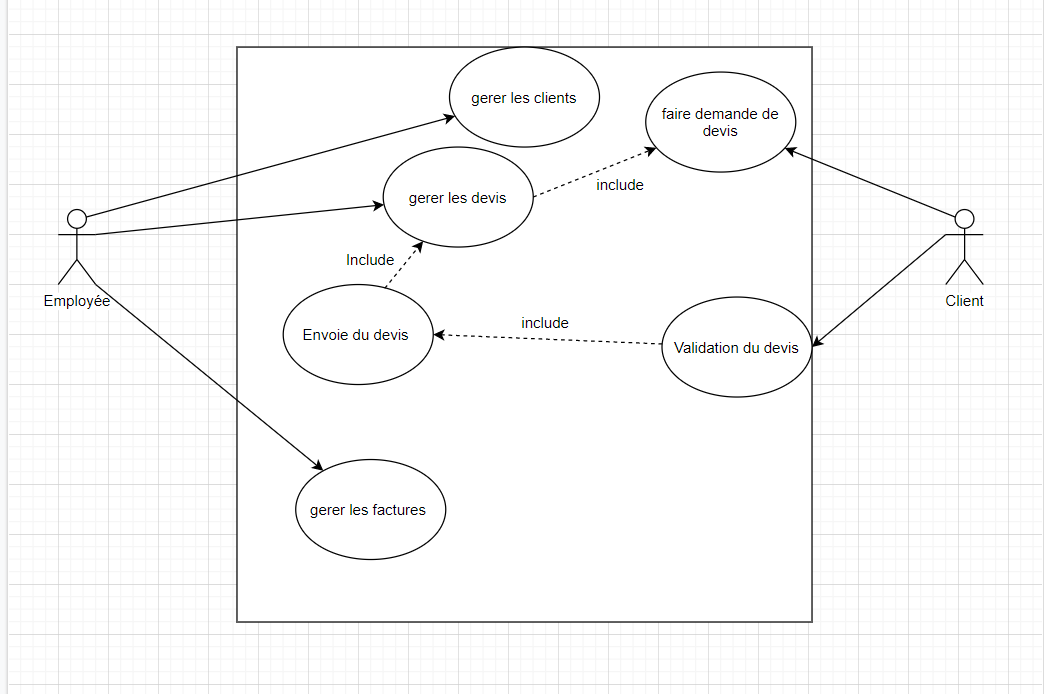 gerer les clients
faire demande de
devis
include
gerer les devis
Include
Employée
Client
Envoie du devis
include
Validation du devis
gerer les factures